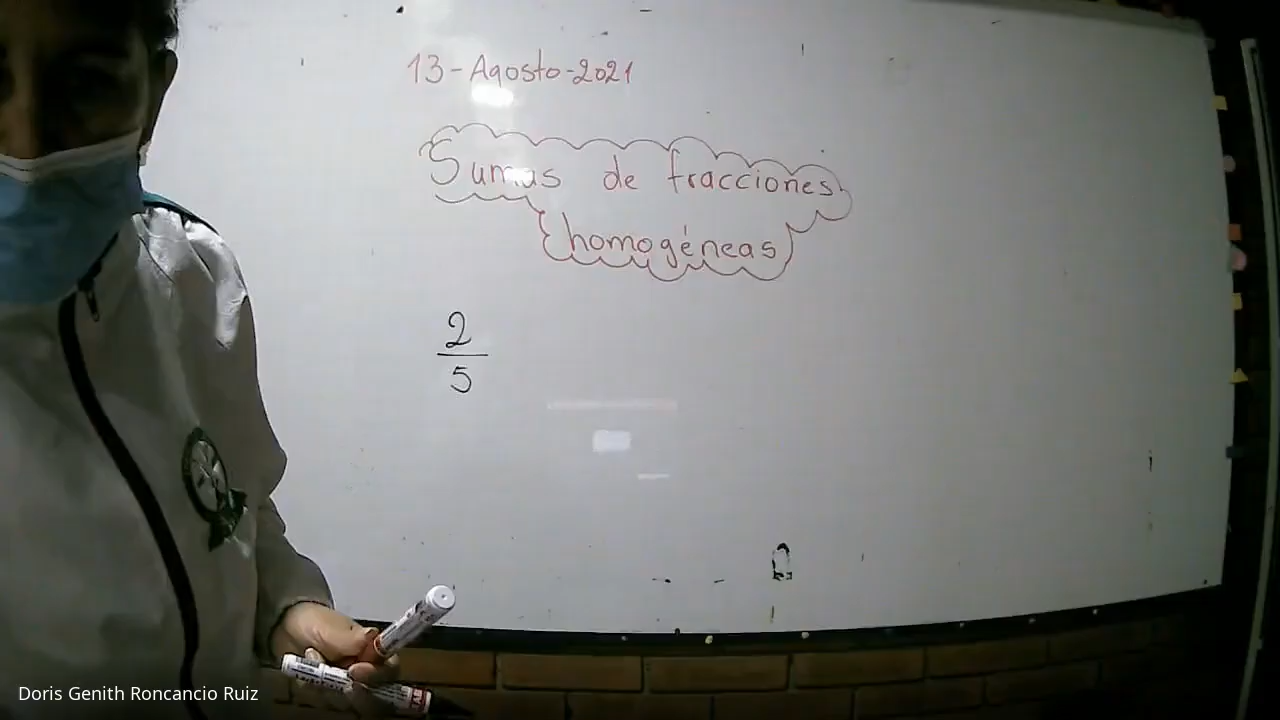 13-Agosto-2021
Sumas de fracciones
homogéneas
2
5
Doris Genith Roncancio Ruiz